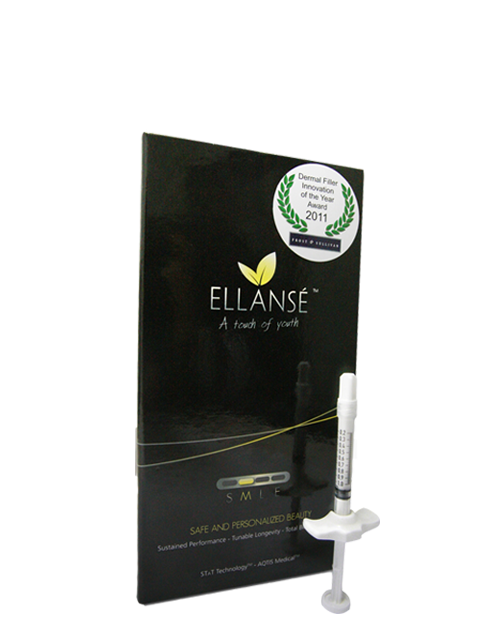 Dermal Filler
Innovation
of the Year
Award
2011
FROST & SULLIVAN
ELLANSÉ™
A touch of youth
S M L E
SAFE AND PERSONALIZED BEAUTY
Sustained Performance - Tunable Longevity - Total
STAT Technology™ - AQTIS Medical™